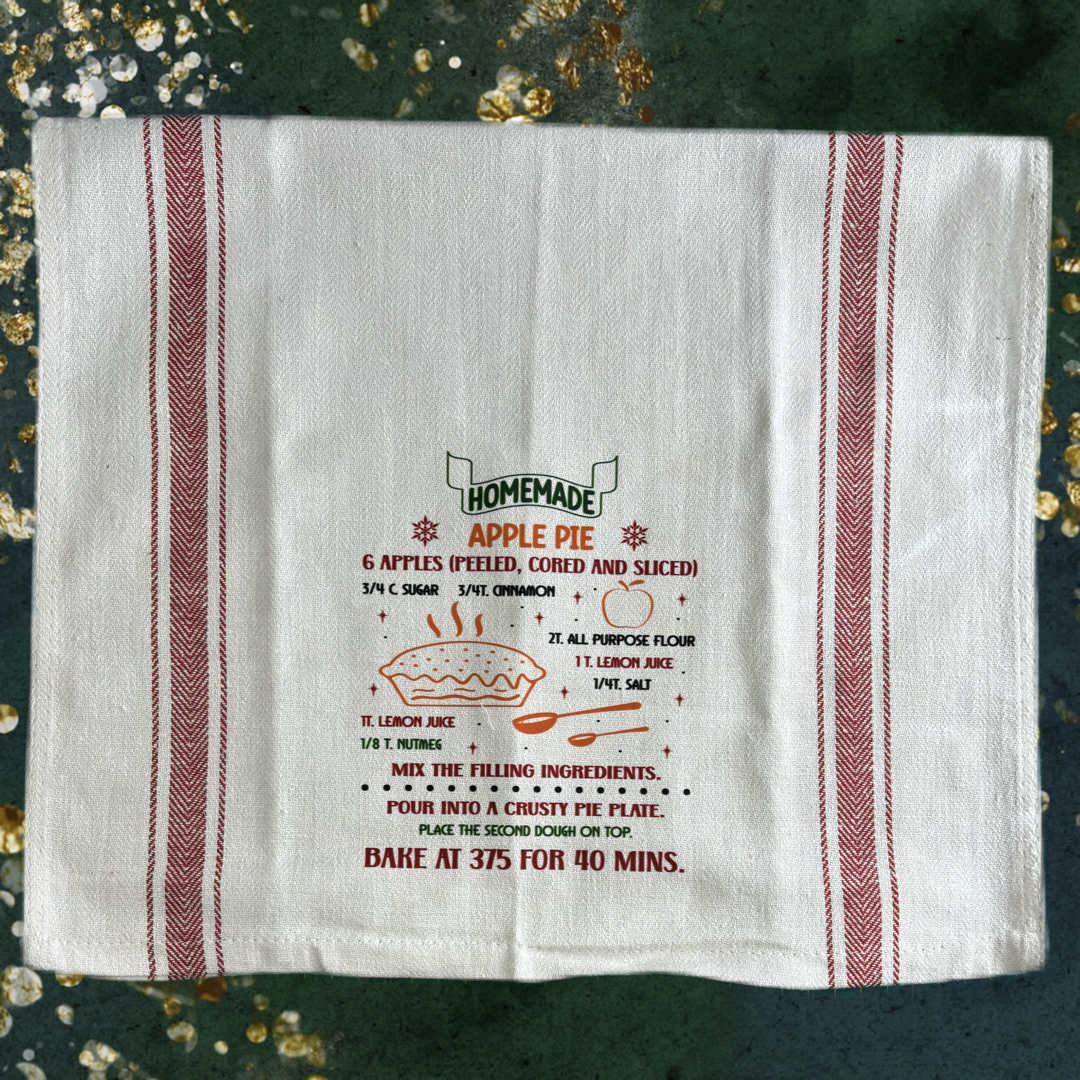 HOMEMADE
APPLE PIE
6 APPLES (PEELED, CORED AND SLICED)
3/4 C. SUGAR 3/4T. CINNAMON
2T. ALL PURPOSE FLOUR
1 T. LEMON JUICE
1/4T. SALT
1T. LEMON JUICE
1/8 T. NUTMEG
MIX THE FILLING INGREDIENTS.
POUR INTO A CRUSTY PIE PLATE.
PLACE THE SECOND DOUGH ON TOP.
BAKE AT 375 FOR 40 MINS.